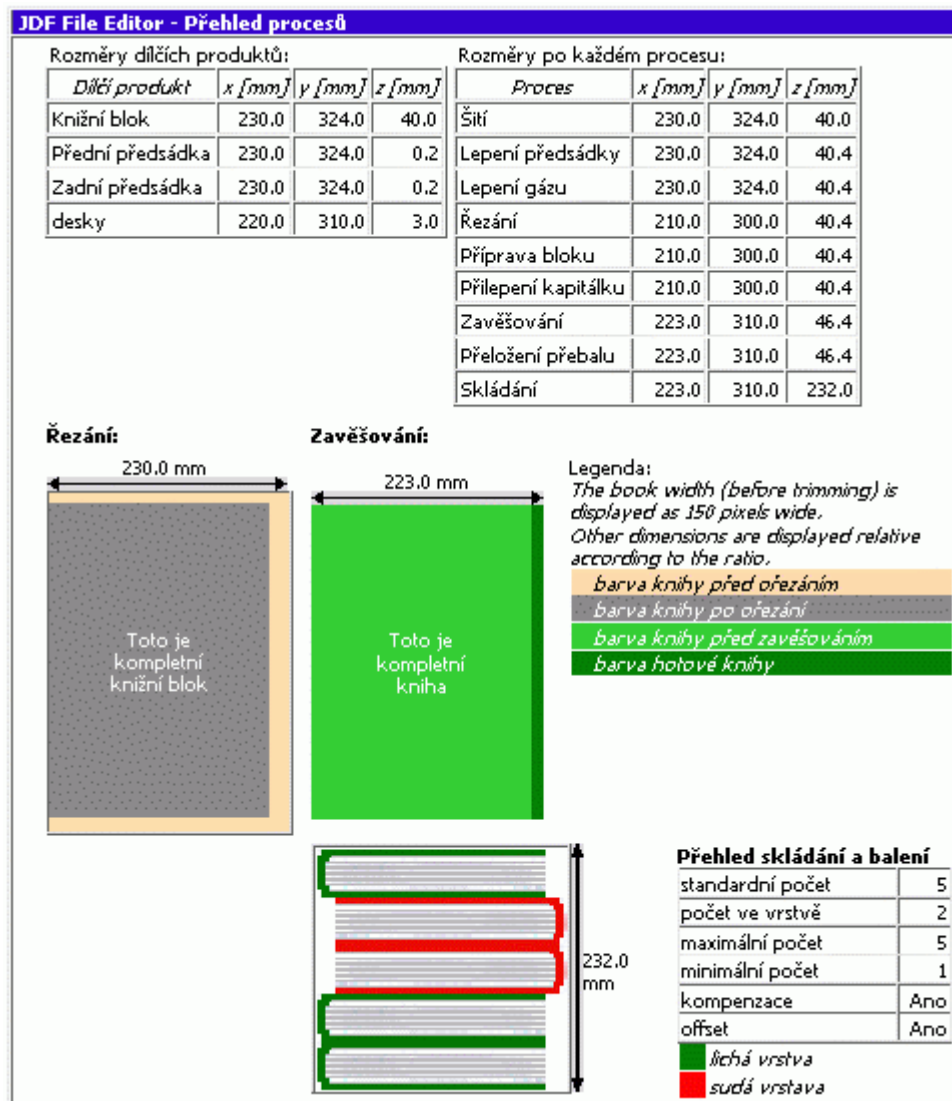 JDF File Editor - Přehled procesů
Rozměry dílčích produktů:
Dílčí produkt x [mm] y [mm] z [mm]
Knižní blok 230.0 324.0 40.0
Přední předsádka 230.0 324.0 0.2
Zadní předsádka 230.0 324.0 0.2
desky 220.0 310.0 3.0
Rozměry po každém procesu:
Proces x [mm] y [mm] z [mm]
Šití 230.0 324.0 40.0
Lepení předsádky 230.0 324.0 40.4
Lepení gázu 230.0 324.0 40.4
Řezání 210.0 300.0 40.4
Příprava bloku 210.0 300.0 40.4
Přilepení kapitálku 210.0 300.0 40.4
Zavěšování 223.0 310.0 46.4
Přeložení přebalu 223.0 310.0 46.4
Skládání 223.0 310.0 232.0
Řezání:
230.0 mm
Toto je
kompletní
knižní blok
Zavěšování:
223.0 mm
Toto je
kompletní
kniha
Legenda:
The book width (before trimming) is
displayed as 150 pixels wide.
Other dimensions are displayed relative
according to the ratio.
barva knihy před ořezáním
barva knihy po ořezání
barva knihy před zavěšováním
barva hotové knihy
232.0
mm
Přehled skládání a balení
standardní počet 5
počet ve vrstvě 2
maximální počet 5
minimální počet 1
kompenzace Ano
offset Ano
lichá vrstva
sudá vrstava